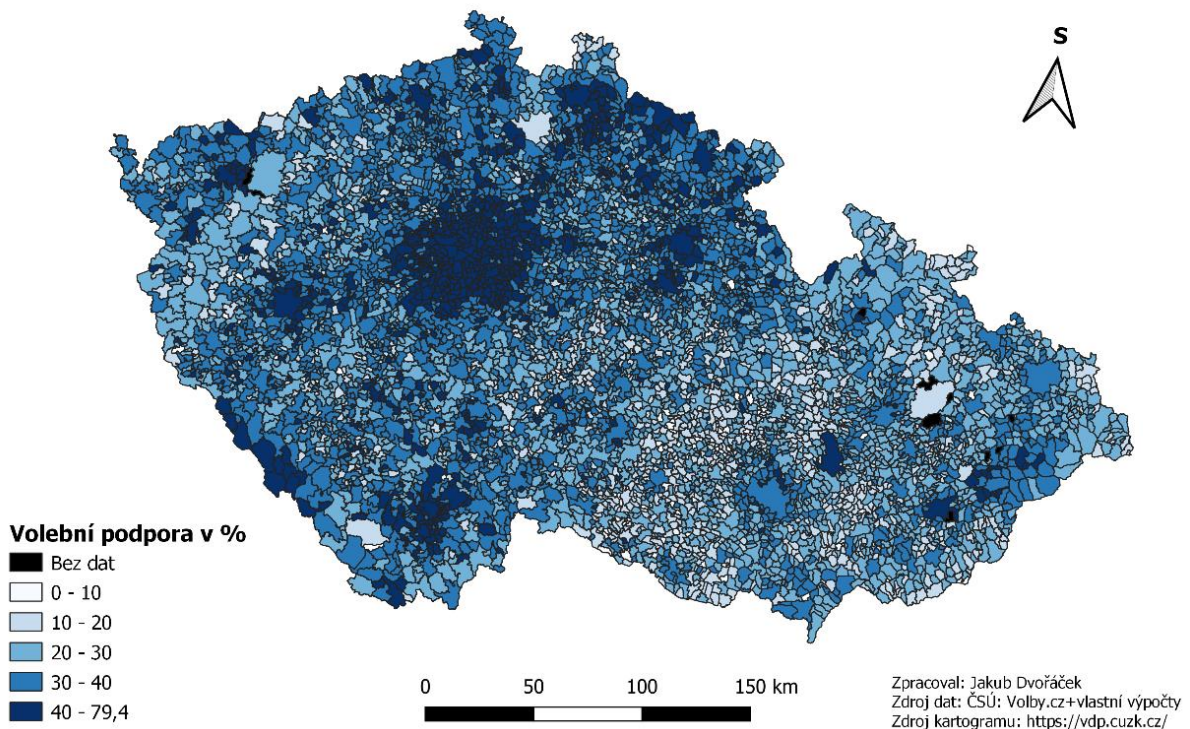 S
Volební podpora v %
Bez dat
0 - 10
10 - 20
20 - 30
30 - 40
40 - 79,4
0 50 100 150 km
Zpracoval: Jakub Dvořáček
Zdroj dat: ČSÚ: Volby.cz+vlastní výpočty
Zdroj kartogramu: https://vdp.cuzk.cz/